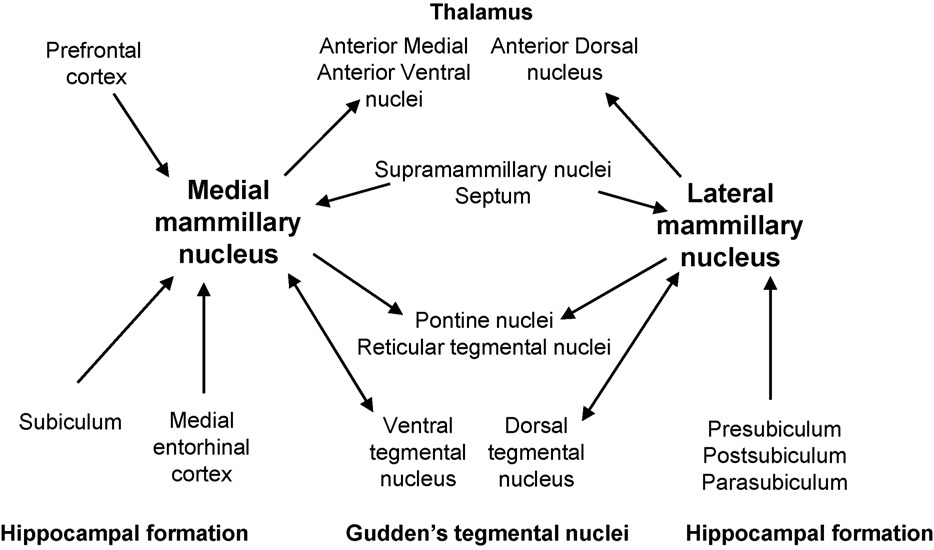 Thalamus
Prefrontal
cortex
Anterior Medial
Anterior Ventral
nuclei
Anterior Dorsal
nucleus
Supramammillary nuclei
Septum
Medial
mammillary
nucleus
Lateral
mammillary
nucleus
Pontine nuclei
Reticular tegmental nuclei
Subiculum
Medial
entorhinal
cortex
Ventral
tegmental
nucleus
Dorsal
tegmental
nucleus
Presubiculum
Postsubiculum
Parasubiculum
Hippocampal formation
Gudden’s tegmental nuclei
Hippocampal formation